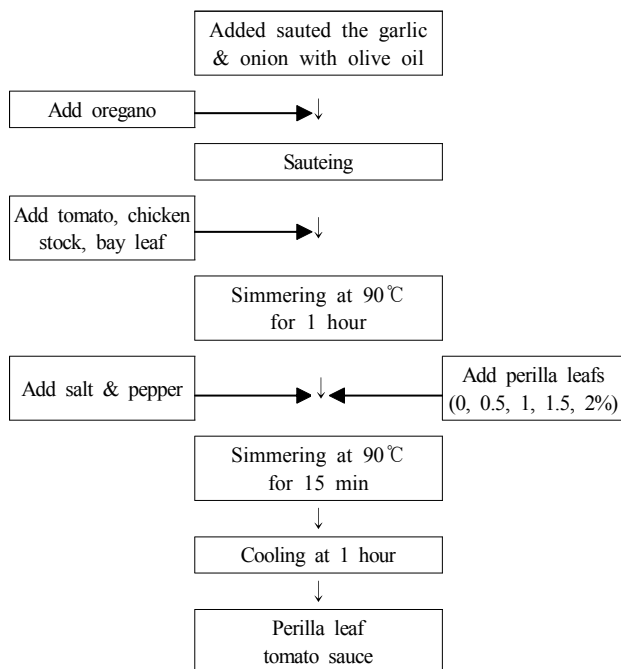 Added sauted the garlic
& onion with olive oil
Add oregano
Sauteing
Add tomato, chicken
stock, bay leaf
Simmering at 90℃
for 1 hour
Add salt & pepper
Add perilla leafs
(0, 0.5, 1, 1.5, 2%)
Simmering at 90℃
for 15 min
Cooling at 1 hour
Perilla leaf
tomato sauce